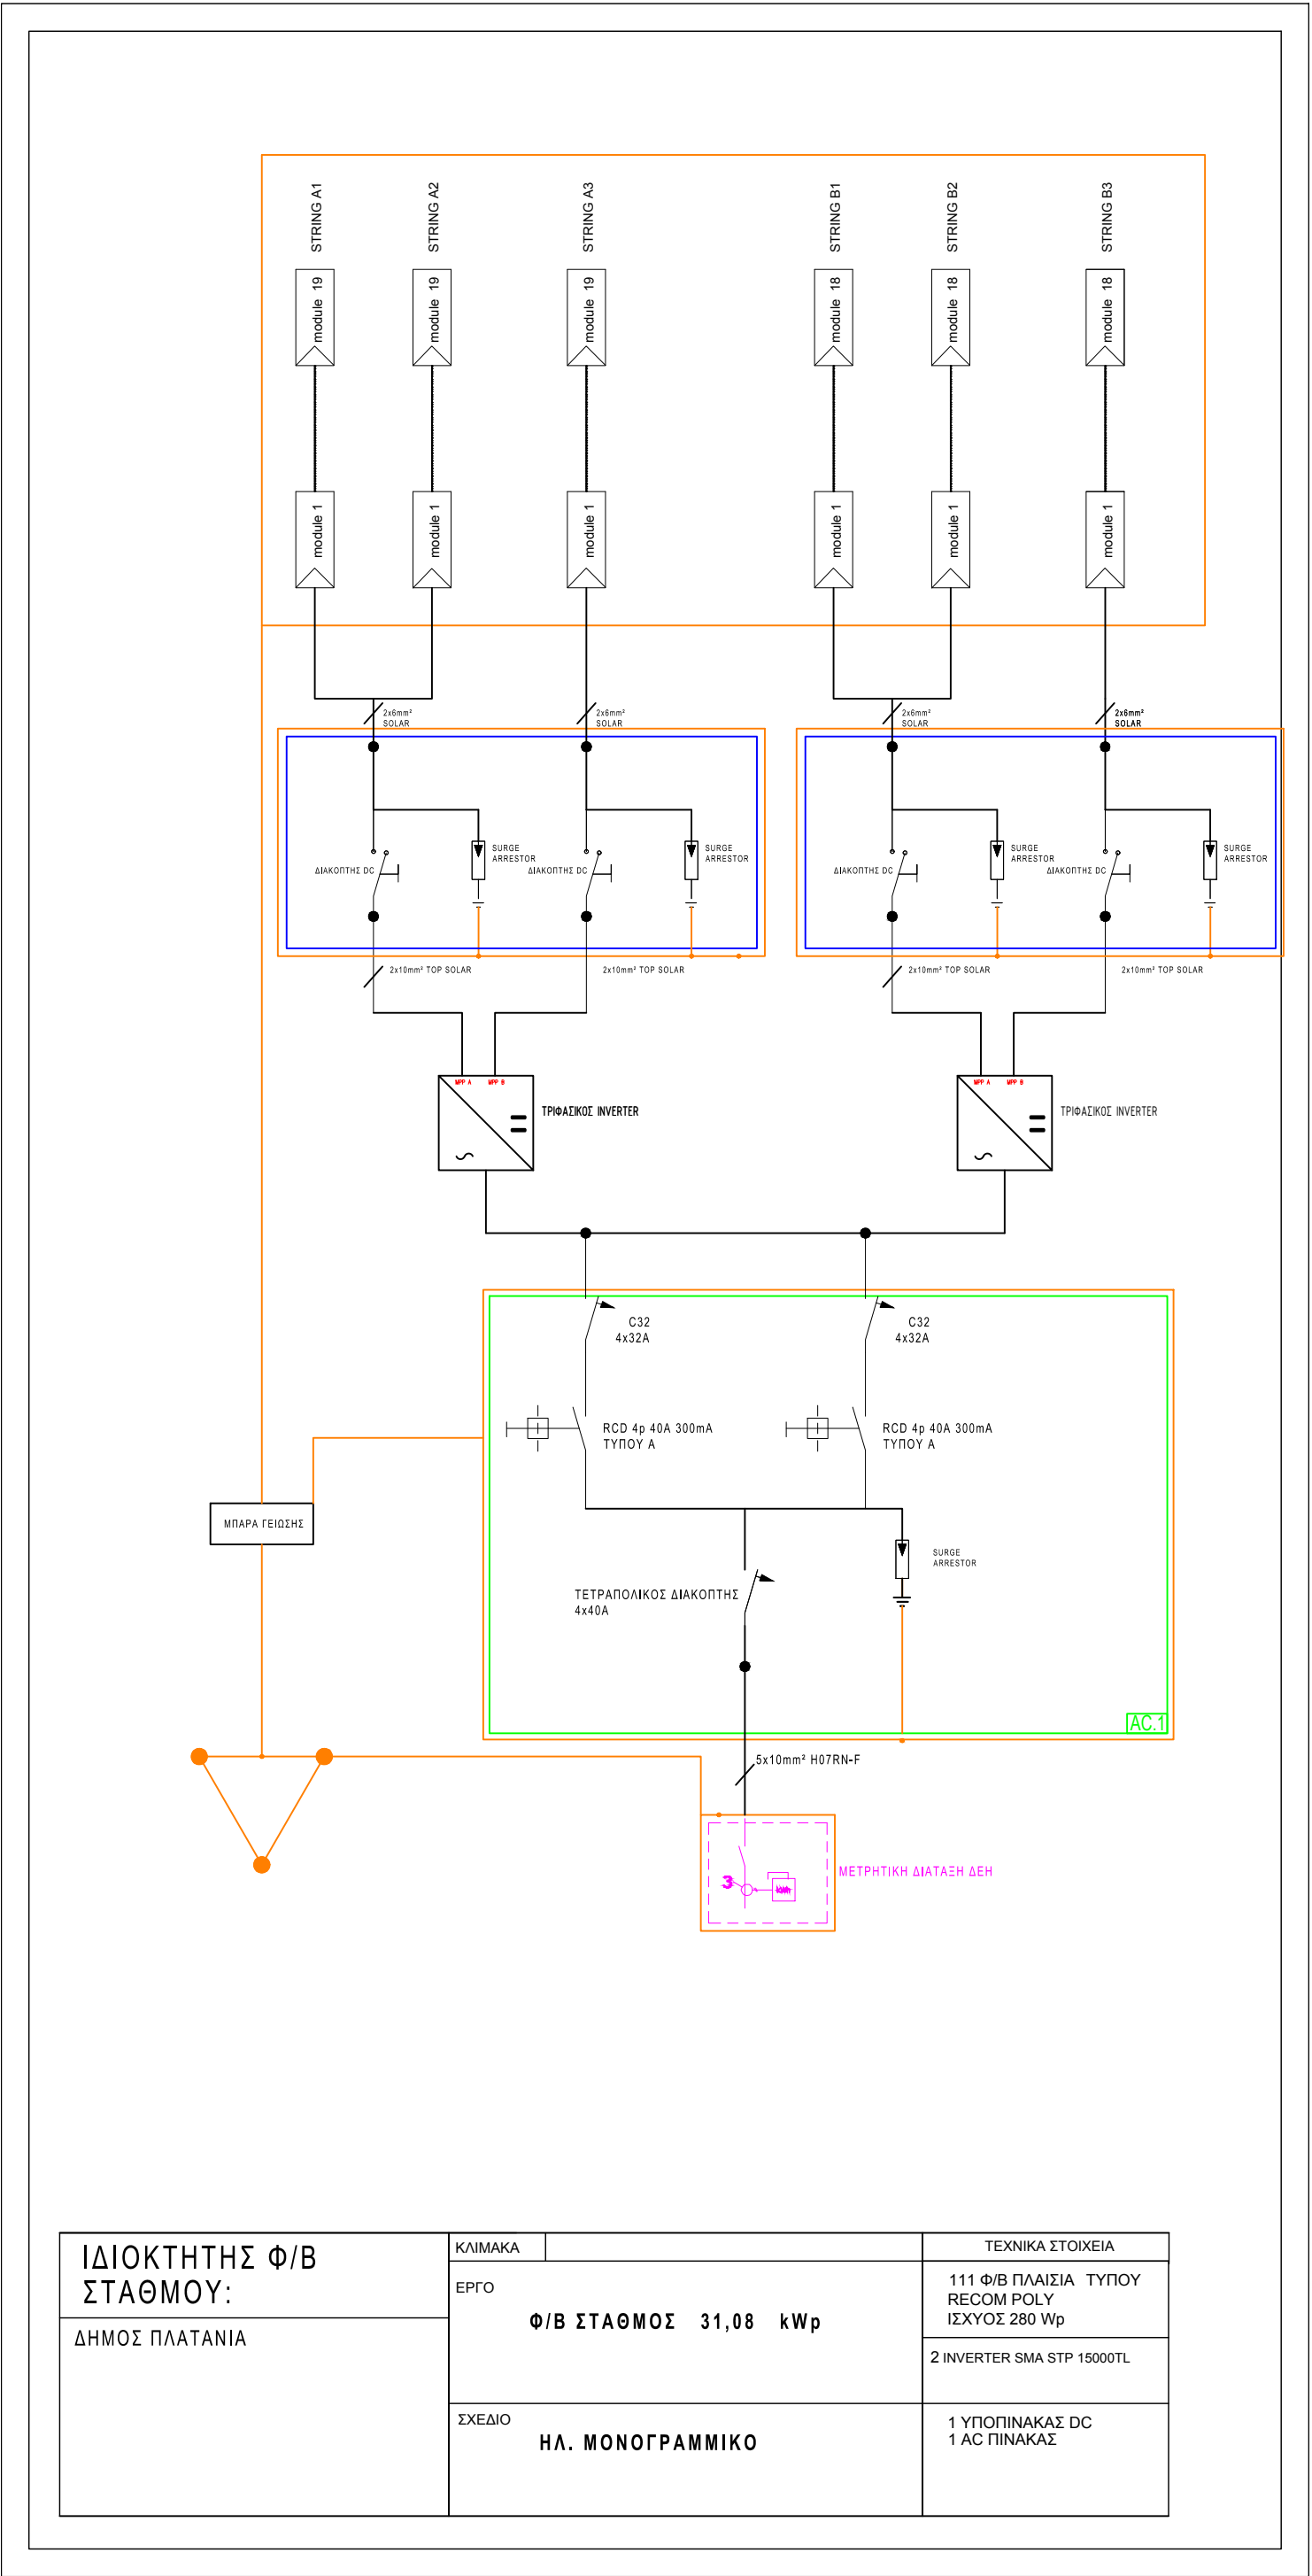 STRING A1
STRING A2
STRING A3
STRING B1
STRING B2
STRING B3
module 19
module 19
module 19
module 18
module 18
module 18
module 1
module 1
module 1
module 1
module 1
module 1
2x6mm²
SOLAR
2x6mm²
SOLAR
2x6mm²
SOLAR
2x6mm²
SOLAR
ΔΙΑΚΟΠΤΗΣ DC
SURGE
ARRESTOR
ΔΙΑΚΟΠΤΗΣ DC
SURGE
ARRESTOR
ΔΙΑΚΟΠΤΗΣ DC
SURGE
ARRESTOR
ΔΙΑΚΟΠΤΗΣ DC
SURGE
ARRESTOR
2x10mm² TOP SOLAR
2x10mm² TOP SOLAR
2x10mm² TOP SOLAR
2x10mm² TOP SOLAR
MPP A
MPP B
ΤΡΙΦΑΣΙΚΟΣ INVERTER
MPP A
MPP B
ΤΡΙΦΑΣΙΚΟΣ INVERTER
C32
4x32A
C32
4x32A
RCD 4p 40A 300mA
ΤΥΠΟΥ Α
RCD 4p 40A 300mA
ΤΥΠΟΥ Α
ΜΠΑΡΑ ΓΕΙΩΣΗΣ
SURGE
ARRESTOR
ΤΕΤΡΑΠΟΛΙΚΟΣ ΔΙΑΚΟΠΤΗΣ
4x40A
AC.1
5x10mm² H07RN-F
3
ΜΕΤΡΗΤΙΚΗ ΔΙΑΤΑΞΗ ΔΕΗ
ΙΔΙΟΚΤΗΤΗΣ Φ/Β
ΣΤΑΘΜΟΥ:
ΔΗΜΟΣ ΠΛΑΤΑΝΙΑ
ΚΛΙΜΑΚΑ
ΕΡΓΟ
Φ/Β ΣΤΑΘΜΟΣ 31,08 kWp
ΣΧΕΔΙΟ
ΗΛ. ΜΟΝΟΓΡΑΜΜΙΚΟ
ΤΕΧΝΙΚΑ ΣΤΟΙΧΕΙΑ
111 Φ/Β ΠΛΑΙΣΙΑ ΤΥΠΟΥ
RECOM POLY
ΙΣΧΥΟΣ 280 Wp
2 INVERTER SMA STP 15000TL
1 ΥΠΟΠΙΝΑΚΑΣ DC
1 AC ΠΙΝΑΚΑΣ